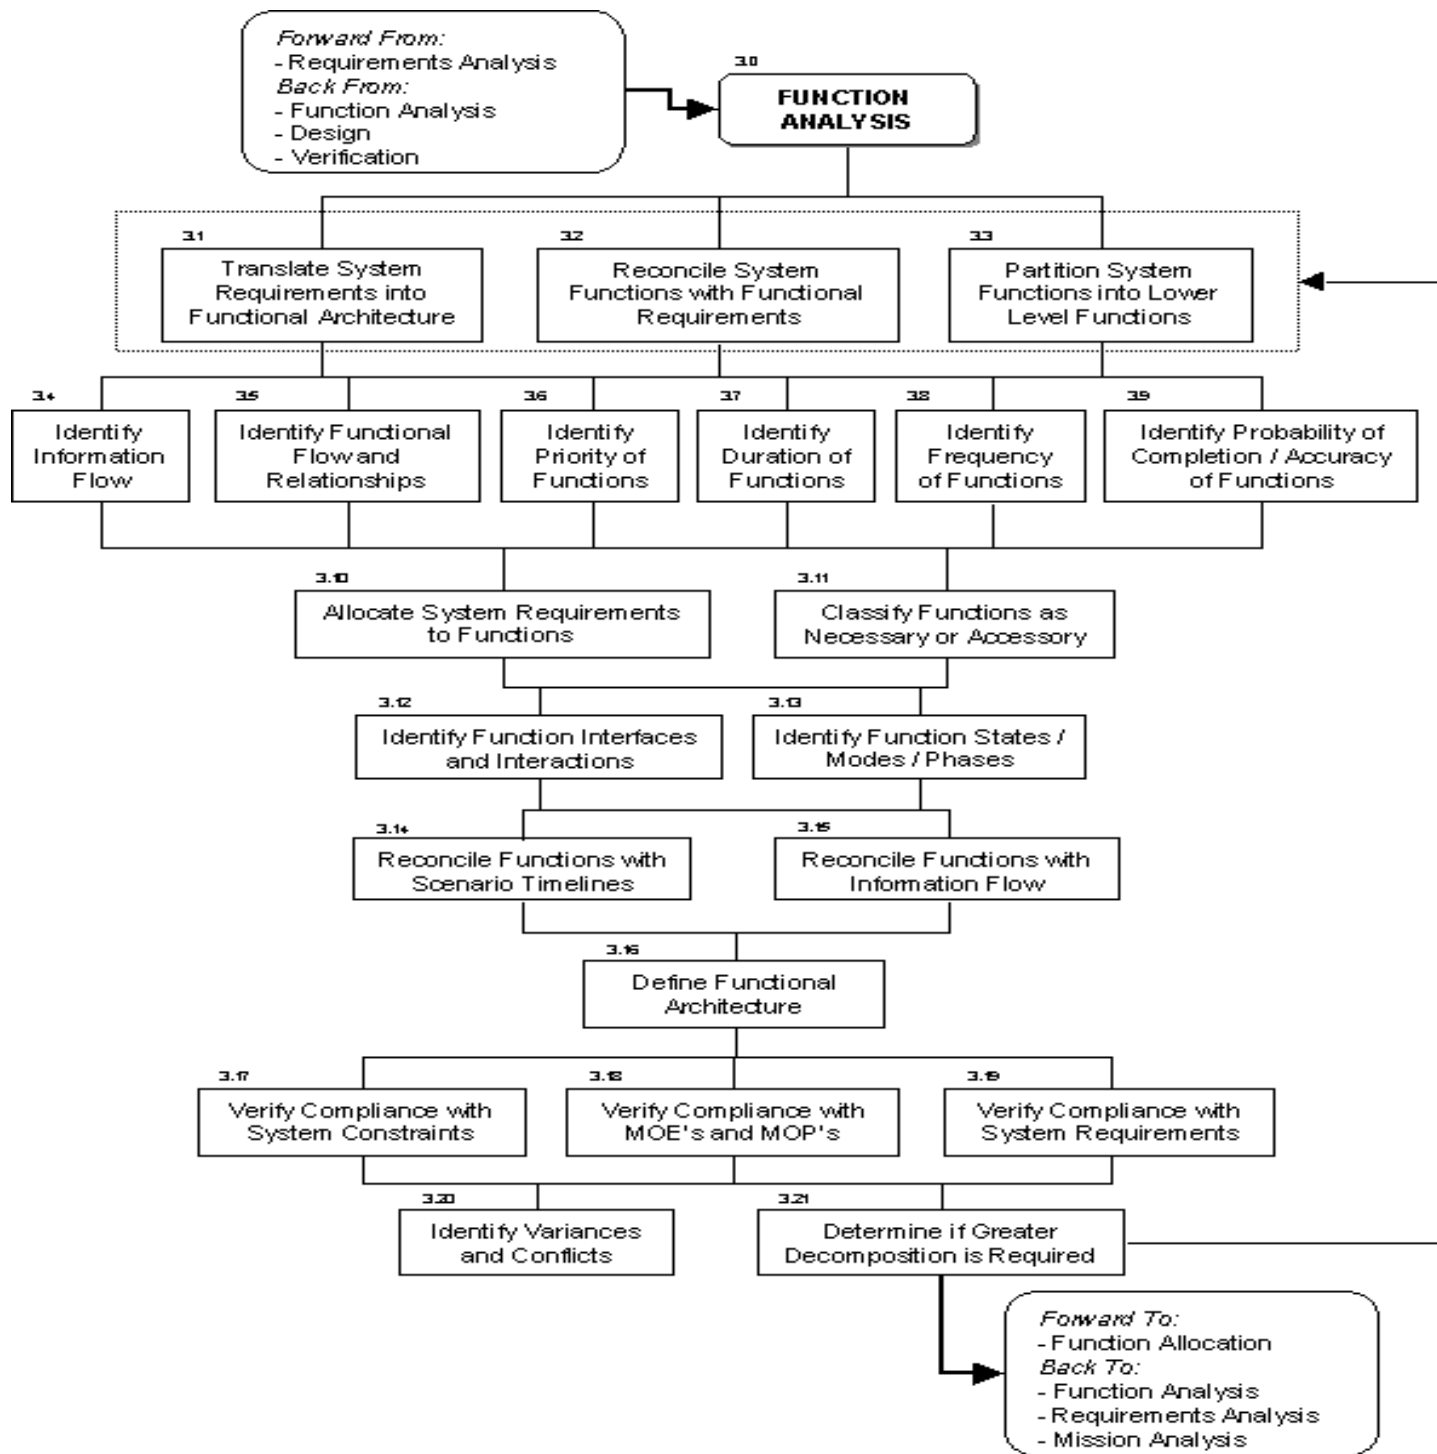 Forward From:
- Requirements Analysis
Back From:
- Function Analysis
- Design
- Verification
3.0
FUNCTION
ANALYSIS
3.1
Translate System
Requirements into
Functional Architecture
3.2
Reconcile System
Functions with Functional
Requirements
3.3
Partition System
Functions into Lower
Level Functions
3.4
Identify
Information
Flow
3.5
Identify Functional
Flow and
Relationships
3.6
Identify
Priority of
Functions
3.7
Identify
Duration of
Functions
3.8
Identify
Frequency
of Functions
3.9
Identify Probability of
Completion / Accuracy
of Functions
3.10
Allocate System Requirements
to Functions
3.11
Classify Functions as
Necessary or Accessory
3.12
Identify Function Interfaces
and Interactions
3.13
Identify Function States /
Modes / Phases
3.14
Reconcile Functions with
Scenario Timelines
3.15
Reconcile Functions with
Information Flow
3.16
Define Functional
Architecture
3.17
Verify Compliance with
System Constraints
3.18
Verify Compliance with
MOE's and MOP's
3.19
Verify Compliance with
System Requirements
3.20
Identify Variances
and Conflicts
3.21
Determine if Greater
Decomposition is Required
Forward To:
- Function Allocation
Back To:
- Function Analysis
- Requirements Analysis
- Mission Analysis